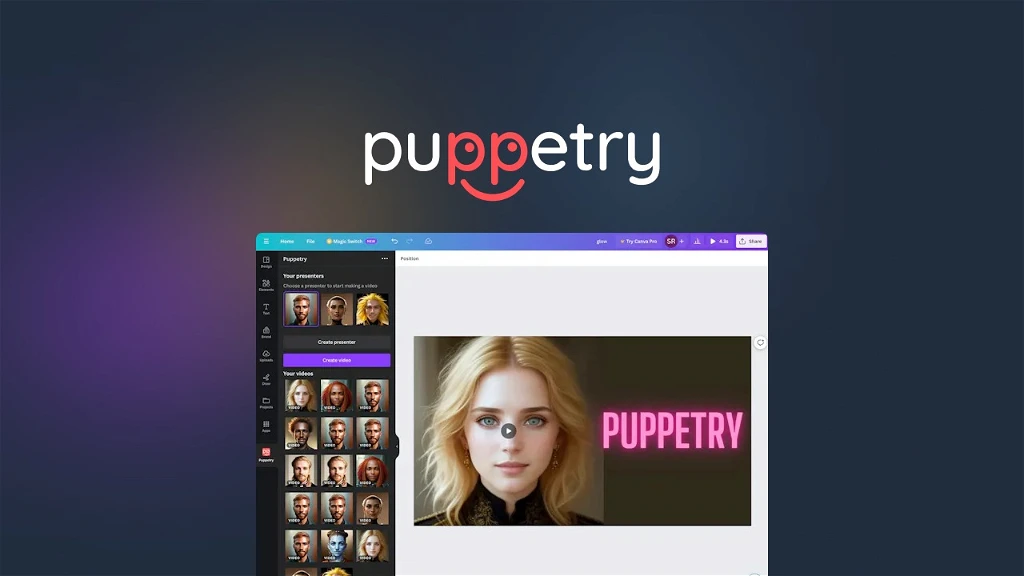 puppetry
Home File Magic Switch NEW glow Try Canva Pro SR + 4.3s Share
Puppetry ...
Position
Your presenters
Choose a presenter to start making a video
Create presenter
Create video
Your videos
VIDEO VIDEO VIDEO
VIDEO VIDEO VIDEO
VIDEO VIDEO VIDEO
VIDEO VIDEO VIDEO
VIDEO VIDEO VIDEO
Design
Elements
Text
Brand
Uploads
Draw
Projects
Apps
Puppetry
PUPPETRY